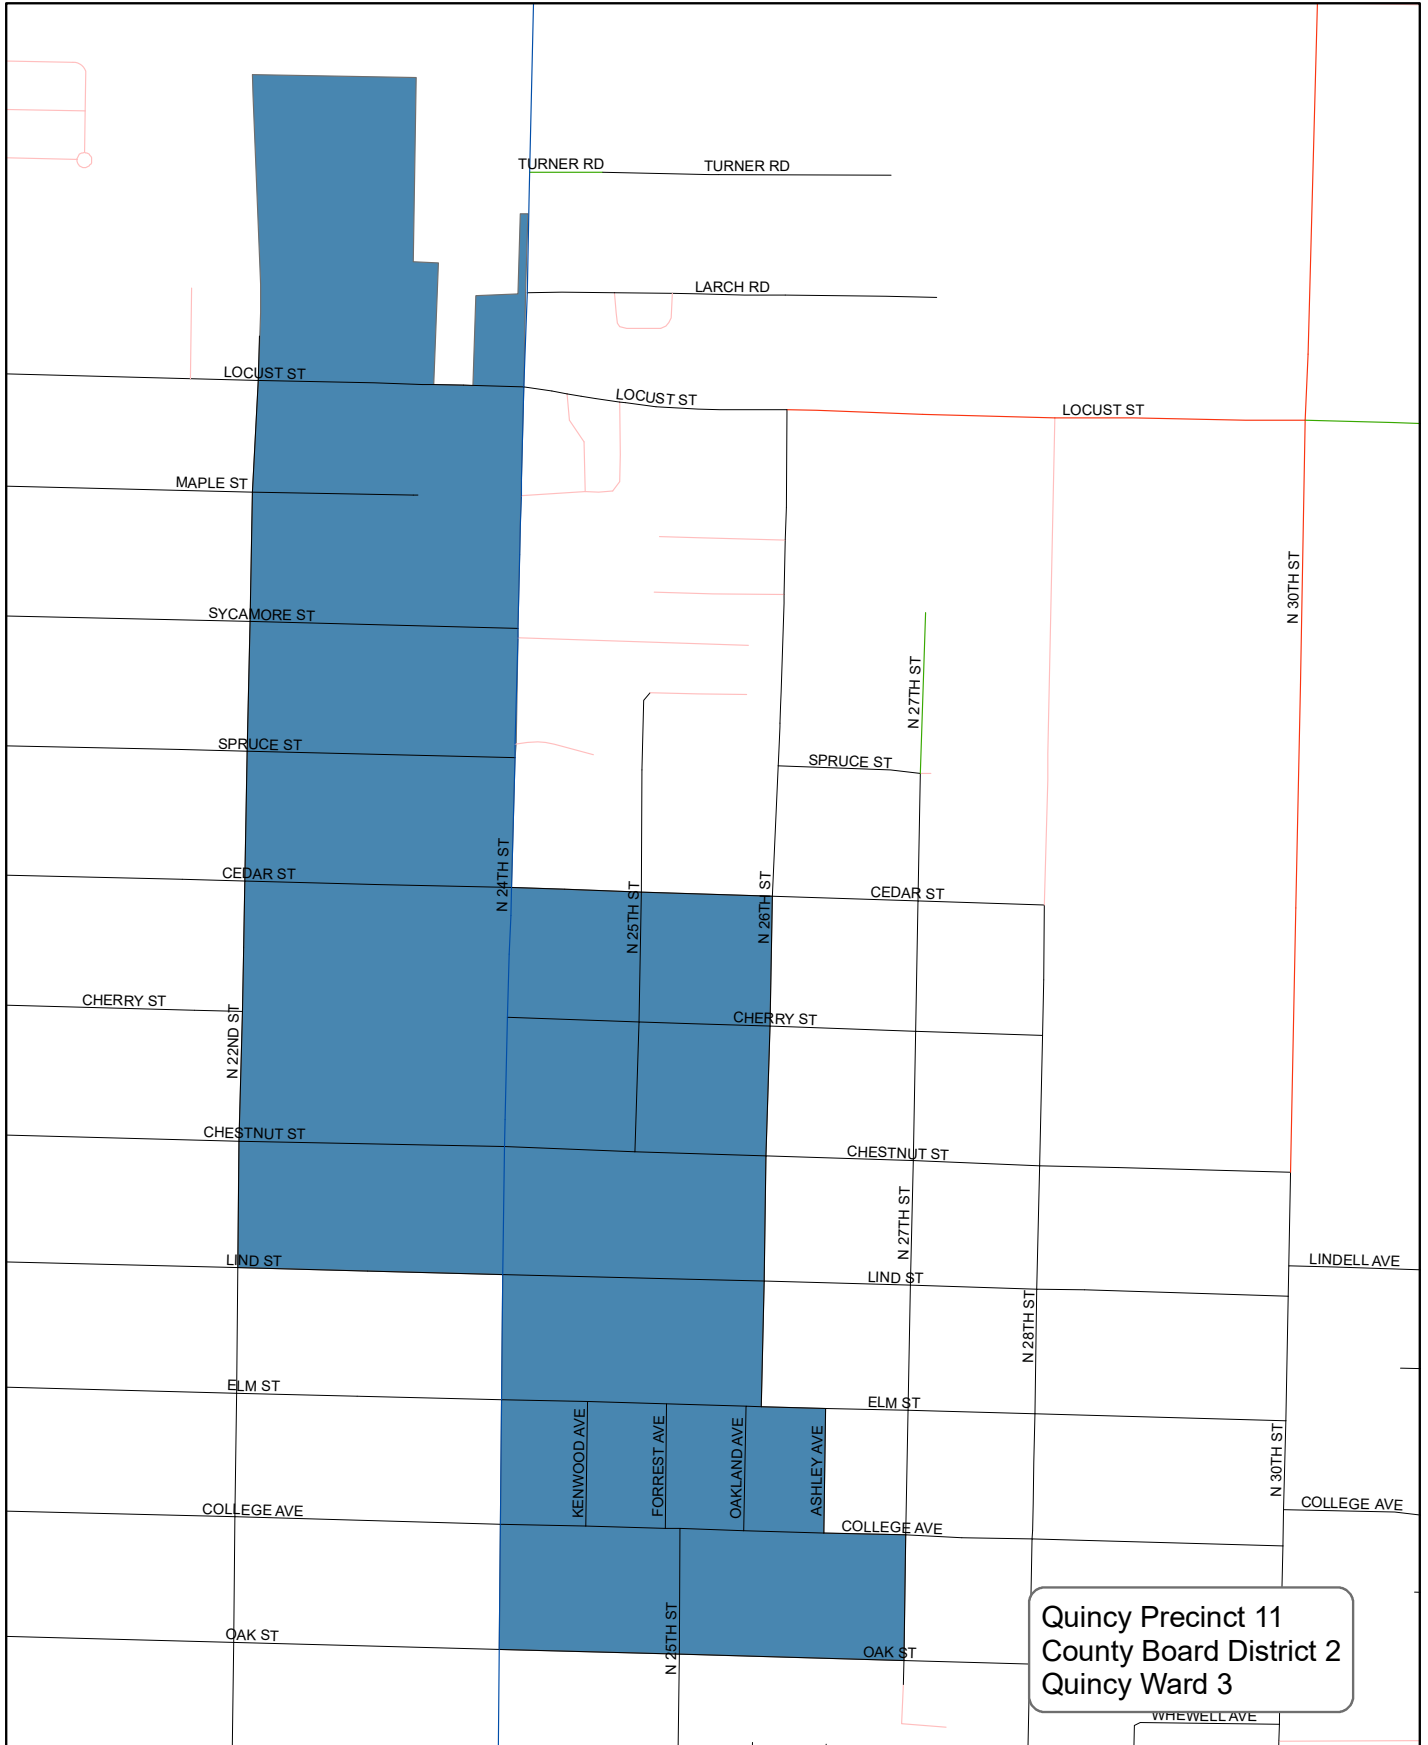 TURNER RD
TURNER RD
LARCH RD
LOCUST ST
LOCUST ST
LOCUST ST
MAPLE ST
N 30TH ST
SYCAMORE ST
N 27TH ST
SPRUCE ST
SPRUCE ST
N 24TH ST
CEDAR ST
N 25TH ST
N 26TH ST
CEDAR ST
CHERRY ST
N 22ND ST
CHERRY ST
CHESTNUT ST
CHESTNUT ST
N 27TH ST
LIND ST
LIND ST
LINDELL AVE
N 28TH ST
ELM ST
ELM ST
KENWOOD AVE
FORREST AVE
OAKLAND AVE
ASHLEY AVE
N 30TH ST
COLLEGE AVE
COLLEGE AVE
COLLEGE AVE
OAK ST
N 25TH ST
OAK ST
Quincy Precinct 11
County Board District 2
Quincy Ward 3
WHEWELL AVE